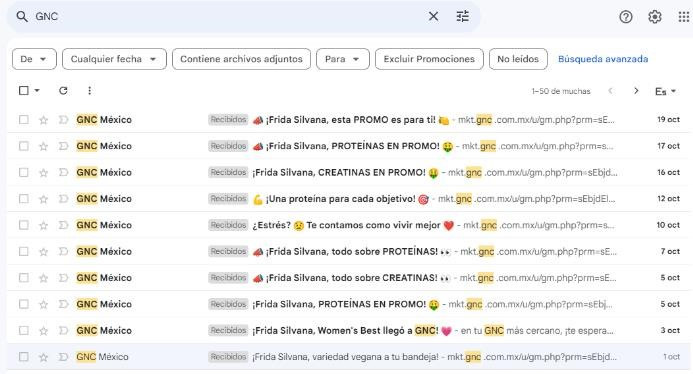 GNC
De Cualquier fecha Contiene archivos adjuntos Para Excluir Promociones No leídos Búsqueda avanzada
1–50 de muchas Es
GNC México Recibidos 📣 ¡Frida Silvana, esta PROMO es para ti! 🍋 - mkt.gnc .com.mx/u/gm.php?prm=sE... 19 oct
GNC México Recibidos 📣 ¡Frida Silvana, PROTEÍNAS EN PROMO! 🤑 - mkt.gnc .com.mx/u/gm.php?prm=s... 17 oct
GNC México Recibidos ¡Frida Silvana, CREATINAS EN PROMO! 🤑 - mkt.gnc .com.mx/u/gm.php?prm=sEbjd... 16 oct
GNC México Recibidos 💪 ¡Una proteína para cada objetivo! 🎯 - mkt.gnc .com.mx/u/gm.php?prm=sEbjdEl... 12 oct
GNC México Recibidos ¿Estrés? 😟 Te contamos como vivir mejor ❤️ - mkt.gnc .com.mx/u/gm.php?prm=s... 10 oct
GNC México Recibidos 📣 ¡Frida Silvana, todo sobre PROTEÍNAS! 👀 - mkt.gnc .com.mx/u/gm.php?prm=sE... 7 oct
GNC México Recibidos 📣 ¡Frida Silvana, todo sobre CREATINAS! 👀 - mkt.gnc .com.mx/u/gm.php?prm=sE... 5 oct
GNC México Recibidos ¡Frida Silvana, PROTEÍNAS EN PROMO! 🤑 - mkt.gnc .com.mx/u/gm.php?prm=sEbj... 5 oct
GNC México Recibidos ¡Frida Silvana, Women's Best llegó a GNC! 💗 - en tu GNC más cercano, ¡te espera... 3 oct
GNC México Recibidos ¡Frida Silvana, variedad vegana a tu bandeja! - mkt.gnc .com.mx/u/gm.php?prm=sEbjd... 1 oct